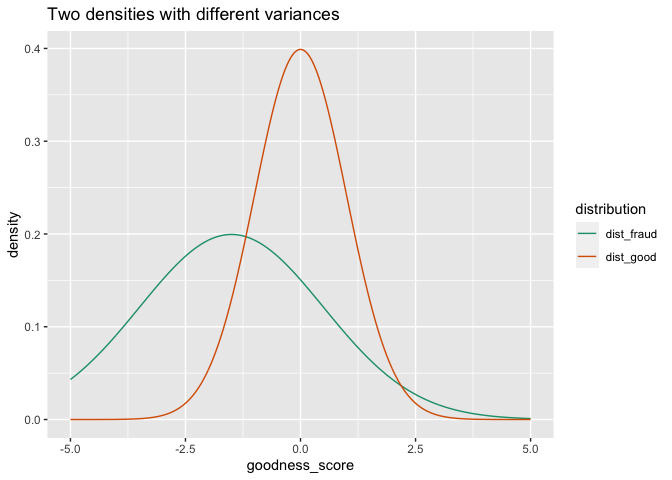 Two densities with different variances
0.4
0.3
0.2
0.1
0.0
density
-5.0 -2.5 0.0 2.5 5.0
goodness_score
distribution
dist_fraud
dist_good